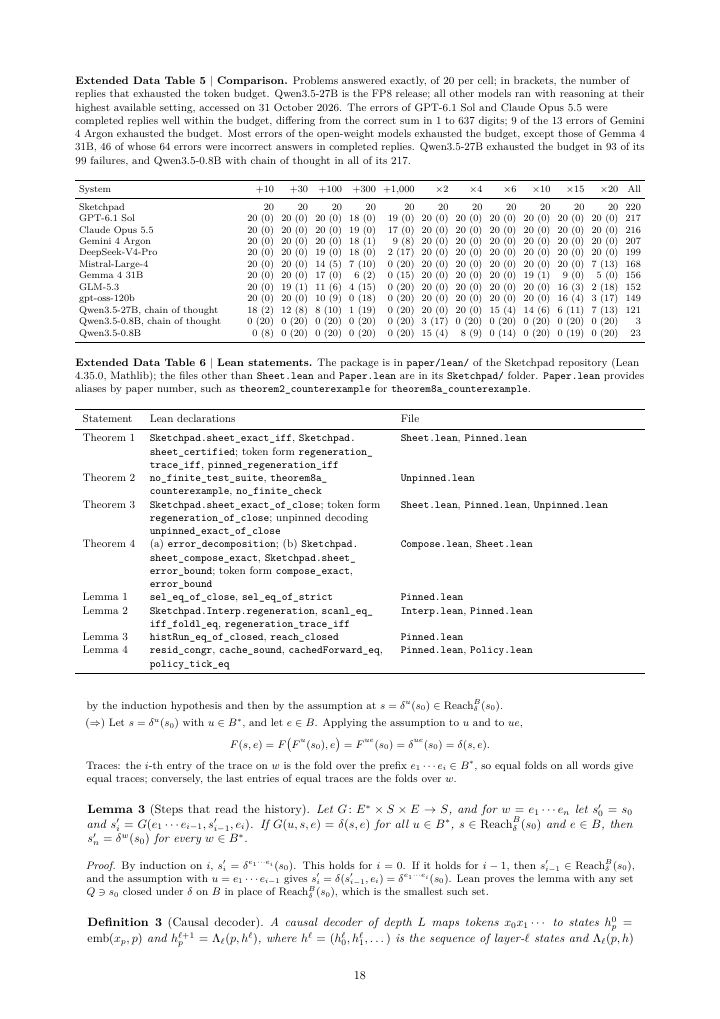 Extended Data Table 5 | Comparison. Problems answered exactly, of 20 per cell; in brackets, the number of
replies that exhausted the token budget. Qwen3.5-27B is the FP8 release; all other models ran with reasoning at their
highest available setting, accessed on 31 October 2026. The errors of GPT-6.1 Sol and Claude Opus 5.5 were
completed replies well within the budget, differing from the correct sum in 1 to 637 digits; 9 of the 13 errors of Gemini
4 Argon exhausted the budget. Most errors of the open-weight models exhausted the budget, except those of Gemma 4
31B, 46 of whose 64 errors were incorrect answers in completed replies. Qwen3.5-27B exhausted the budget in 93 of its
99 failures, and Qwen3.5-0.8B with chain of thought in all of its 217.
System +10 +30 +100 +300 +1,000 ×2 ×4 ×6 ×10 ×15 ×20 All
Sketchpad 20 20 20 20 20 20 20 20 20 20 20 220
GPT-6.1 Sol 20 (0) 20 (0) 20 (0) 18 (0) 19 (0) 20 (0) 20 (0) 20 (0) 20 (0) 20 (0) 20 (0) 217
Claude Opus 5.5 20 (0) 20 (0) 20 (0) 19 (0) 17 (0) 20 (0) 20 (0) 20 (0) 20 (0) 20 (0) 20 (0) 216
Gemini 4 Argon 20 (0) 20 (0) 20 (0) 18 (1) 9 (8) 20 (0) 20 (0) 20 (0) 20 (0) 20 (0) 20 (0) 207
DeepSeek-V4-Pro 20 (0) 20 (0) 19 (0) 18 (0) 2 (17) 20 (0) 20 (0) 20 (0) 20 (0) 20 (0) 20 (0) 199
Mistral-Large-4 20 (0) 20 (0) 14 (5) 7 (10) 0 (20) 20 (0) 20 (0) 20 (0) 20 (0) 20 (0) 7 (13) 168
Gemma 4 31B 20 (0) 20 (0) 17 (0) 6 (2) 0 (15) 20 (0) 20 (0) 20 (0) 19 (1) 9 (0) 5 (0) 156
GLM-5.3 20 (0) 19 (1) 11 (6) 4 (15) 0 (20) 20 (0) 20 (0) 20 (0) 20 (0) 16 (3) 2 (18) 152
gpt-oss-120b 20 (0) 20 (0) 10 (9) 0 (18) 0 (20) 20 (0) 20 (0) 20 (0) 20 (0) 16 (4) 3 (17) 149
Qwen3.5-27B, chain of thought 18 (2) 12 (8) 8 (10) 1 (19) 0 (20) 20 (0) 20 (0) 15 (4) 14 (6) 6 (11) 7 (13) 121
Qwen3.5-0.8B, chain of thought 0 (20) 0 (20) 0 (20) 0 (20) 0 (20) 3 (17) 0 (20) 0 (20) 0 (20) 0 (20) 0 (20) 3
Qwen3.5-0.8B 0 (8) 0 (20) 0 (20) 0 (20) 0 (20) 15 (4) 8 (9) 0 (14) 0 (20) 0 (19) 0 (20) 23
Extended Data Table 6 | Lean statements. The package is in paper/lean/ of the Sketchpad repository (Lean
4.35.0, Mathlib); the files other than Sheet.lean and Paper.lean are in its Sketchpad/ folder. Paper.lean provides
aliases by paper number, such as theorem2_counterexample for theorem8a_counterexample.
Statement Lean declarations File
Theorem 1 Sketchpad.sheet_exact_iff, Sketchpad. Sheet.lean, Pinned.lean
sheet_certified; token form regeneration_
trace_iff, pinned_regeneration_iff
Theorem 2 no_finite_test_suite, theorem8a_ Unpinned.lean
counterexample, no_finite_check
Theorem 3 Sketchpad.sheet_exact_of_close; token form Sheet.lean, Pinned.lean, Unpinned.lean
regeneration_of_close; unpinned decoding
unpinned_exact_of_close
Theorem 4 (a) error_decomposition; (b) Sketchpad. Compose.lean, Sheet.lean
sheet_compose_exact, Sketchpad.sheet_
error_bound; token form compose_exact,
error_bound
Lemma 1 sel_eq_of_close, sel_eq_of_strict Pinned.lean
Lemma 2 Sketchpad.Interp.regeneration, scanl_eq_ Interp.lean, Pinned.lean
iff_foldl_eq, regeneration_trace_iff
Lemma 3 histRun_eq_of_closed, reach_closed Pinned.lean
Lemma 4 resid_congr, cache_sound, cachedForward_eq, Pinned.lean, Policy.lean
policy_tick_eq
by the induction hypothesis and then by the assumption at s = δᵘ(s₀) ∈ Reachᴮ_δ(s₀).
(⇒) Let s = δᵘ(s₀) with u ∈ B*, and let e ∈ B. Applying the assumption to u and to ue,
F(s, e) = F(Fᵘ(s₀), e) = Fᵘᵉ(s₀) = δᵘᵉ(s₀) = δ(s, e).
Traces: the i-th entry of the trace on w is the fold over the prefix e₁ ⋯ eᵢ ∈ B*, so equal folds on all words give
equal traces; conversely, the last entries of equal traces are the folds over w.
Lemma 3 (Steps that read the history). Let G: E* × S × E → S, and for w = e₁ ⋯ eₙ let s′₀ = s₀
and s′ᵢ = G(e₁ ⋯ eᵢ₋₁, s′ᵢ₋₁, eᵢ). If G(u, s, e) = δ(s, e) for all u ∈ B*, s ∈ Reachᴮ_δ(s₀) and e ∈ B, then
s′ₙ = δʷ(s₀) for every w ∈ B*.
Proof. By induction on i, s′ᵢ = δ^{e₁⋯eᵢ}(s₀). This holds for i = 0. If it holds for i − 1, then s′ᵢ₋₁ ∈ Reachᴮ_δ(s₀),
and the assumption with u = e₁ ⋯ eᵢ₋₁ gives s′ᵢ = δ(s′ᵢ₋₁, eᵢ) = δ^{e₁⋯eᵢ}(s₀). Lean proves the lemma with any set
Q ∋ s₀ closed under δ on B in place of Reachᴮ_δ(s₀), which is the smallest such set.
Definition 3 (Causal decoder). A causal decoder of depth L maps tokens x₀x₁ ⋯ to states h⁰ₚ =
emb(xₚ, p) and hₚ^{ℓ+1} = Λ_ℓ(p, h^ℓ), where h^ℓ = (h₀^ℓ, h₁^ℓ, . . . ) is the sequence of layer-ℓ states and Λ_ℓ(p, h)
18